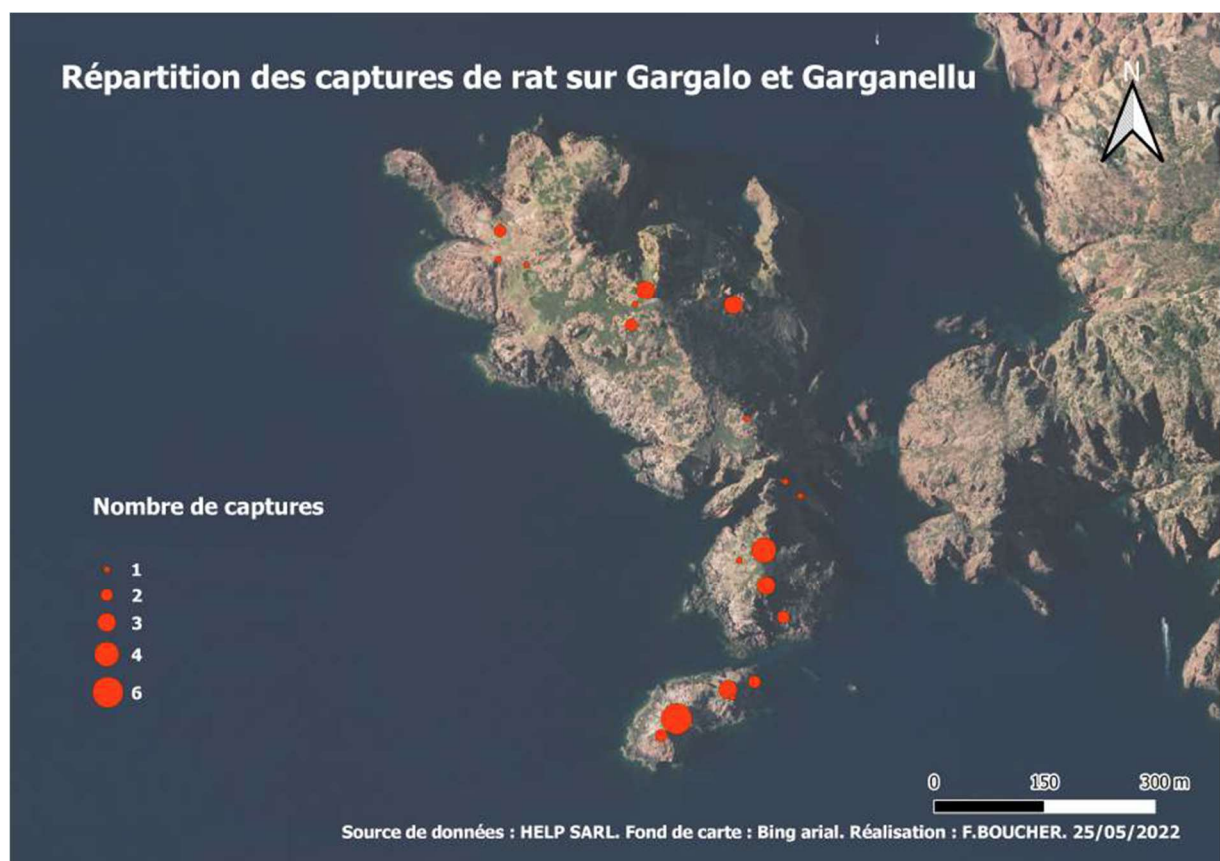 Répartition des captures de rat sur Gargalo et Garganellu
N
Nombre de captures
1
2
3
4
6
0 150 300 m
Source de données : HELP SARL. Fond de carte : Bing arial. Réalisation : F.BOUCHER. 25/05/2022